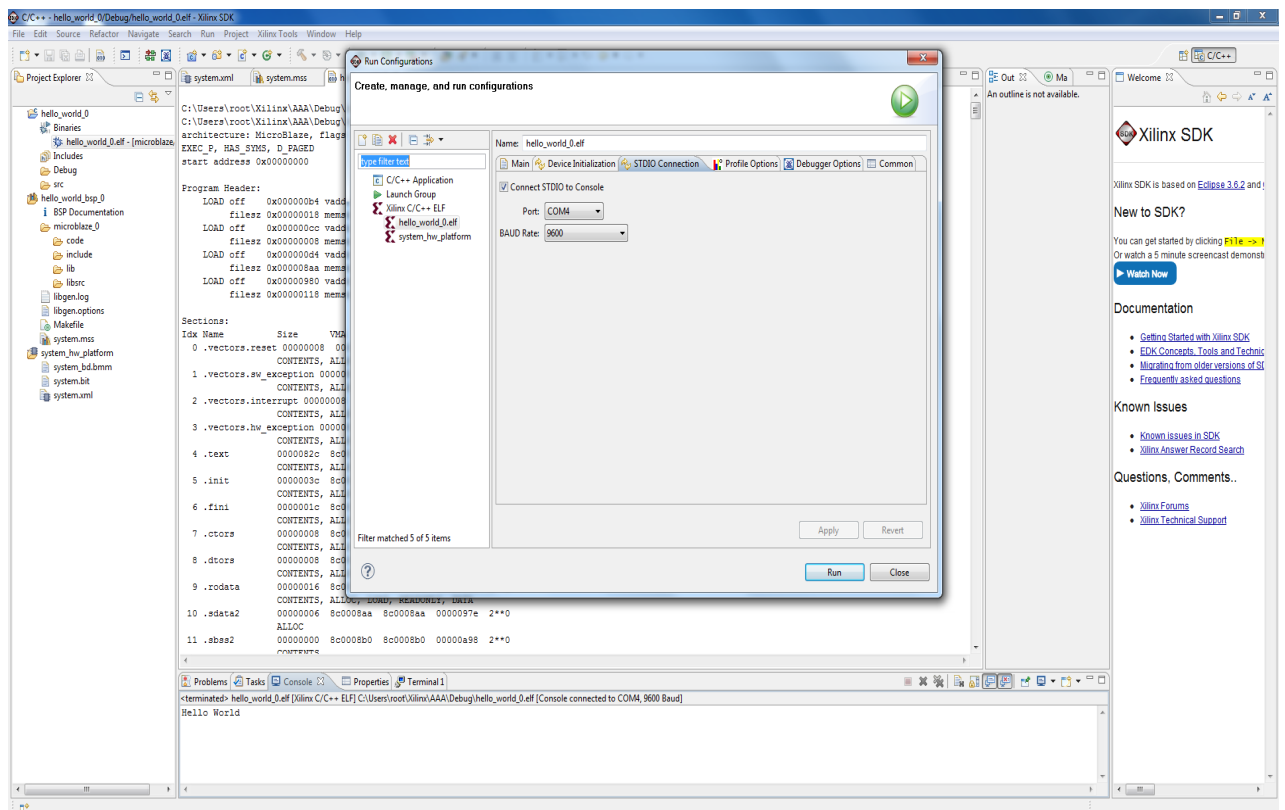 C/C++ - hello_world_0/Debug/hello_world_0.elf - Xilinx SDK
File Edit Source Refactor Navigate Search Run Project Xilinx Tools Window Help
C/C++
Project Explorer
hello_world_0
Binaries
hello_world_0.elf - [microblaze
Includes
Debug
src
hello_world_bsp_0
BSP Documentation
microblaze_0
code
include
lib
libsrc
libgen.log
libgen.options
Makefile
system.mss
system_hw_platform
system_bd.bmm
system.bit
system.xml
system.xml system.mss
C:\Users\root\Xilinx\AAA\Debug\
C:\Users\root\Xilinx\AAA\Debug\
architecture: MicroBlaze, flags
EXEC_P, HAS_SYMS, D_PAGED
start address 0x00000000
Program Header:
LOAD off 0x000000b4 vadd
filesz 0x00000018 mems
LOAD off 0x000000cc vadd
filesz 0x00000008 mems
LOAD off 0x000000d4 vadd
filesz 0x000008aa mems
LOAD off 0x00000980 vadd
filesz 0x00000118 mems
Sections:
Idx Name Size VMA
0 .vectors.reset 00000008 00
CONTENTS, ALL
1 .vectors.sw_exception 00000
CONTENTS, ALL
2 .vectors.interrupt 00000008
CONTENTS, ALL
3 .vectors.hw_exception 00000
CONTENTS, ALL
4 .text 0000082c 8c0
CONTENTS, ALL
5 .init 0000003c 8c0
CONTENTS, ALL
6 .fini 0000001c 8c0
CONTENTS, ALL
7 .ctors 00000008 8c0
CONTENTS, ALL
8 .dtors 00000008 8c0
CONTENTS, ALL
9 .rodata 00000016 8c0
CONTENTS, ALLOC, LOAD, READONLY, DATA
10 .sdata2 00000006 8c0008aa 8c0008aa 0000097e 2**0
ALLOC
11 .sbss2 00000000 8c0008b0 8c0008b0 00000a98 2**0
CONTENTS
Run Configurations
Create, manage, and run configurations
type filter text
C/C++ Application
Launch Group
Xilinx C/C++ ELF
hello_world_0.elf
system_hw_platform
Filter matched 5 of 5 items
Name: hello_world_0.elf
Main Device Initialization STDIO Connection Profile Options Debugger Options Common
Connect STDIO to Console
Port: COM4
BAUD Rate: 9600
Apply Revert
Run Close
Out Ma
An outline is not available.
Welcome
Xilinx SDK
Xilinx SDK is based on Eclipse 3.6.2 and
New to SDK?
You can get started by clicking File ->
Or watch a 5 minute screencast demonst
Watch Now
Documentation
Getting Started with Xilinx SDK
EDK Concepts, Tools and Technic
Migrating from older versions of SD
Frequently asked questions
Known Issues
Known issues in SDK
Xilinx Answer Record Search
Questions, Comments..
Xilinx Forums
Xilinx Technical Support
Problems Tasks Console Properties Terminal 1
<terminated> hello_world_0.elf [Xilinx C/C++ ELF] C:\Users\root\Xilinx\AAA\Debug\hello_world_0.elf [Console connected to COM4, 9600 Baud]
Hello World